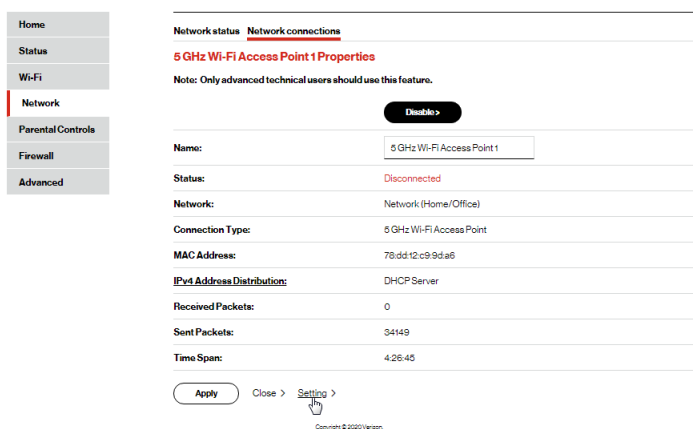 Home
Status
Wi-Fi
Network
Parental Controls
Firewall
Advanced
Network status Network connections
5 GHz Wi-Fi Access Point 1 Properties
Note: Only advanced technical users should use this feature.
Disable >
Name: 5 GHz Wi-Fi Access Point 1
Status: Disconnected
Network: Network (Home/Office)
Connection Type: 5 GHz Wi-Fi Access Point
MAC Address: 78:dd:12:c9:9d:a6
IPv4 Address Distribution: DHCP Server
Received Packets: 0
Sent Packets: 34149
Time Span: 4:26:45
Apply Close > Setting >
Copyright © 2020 Verizon